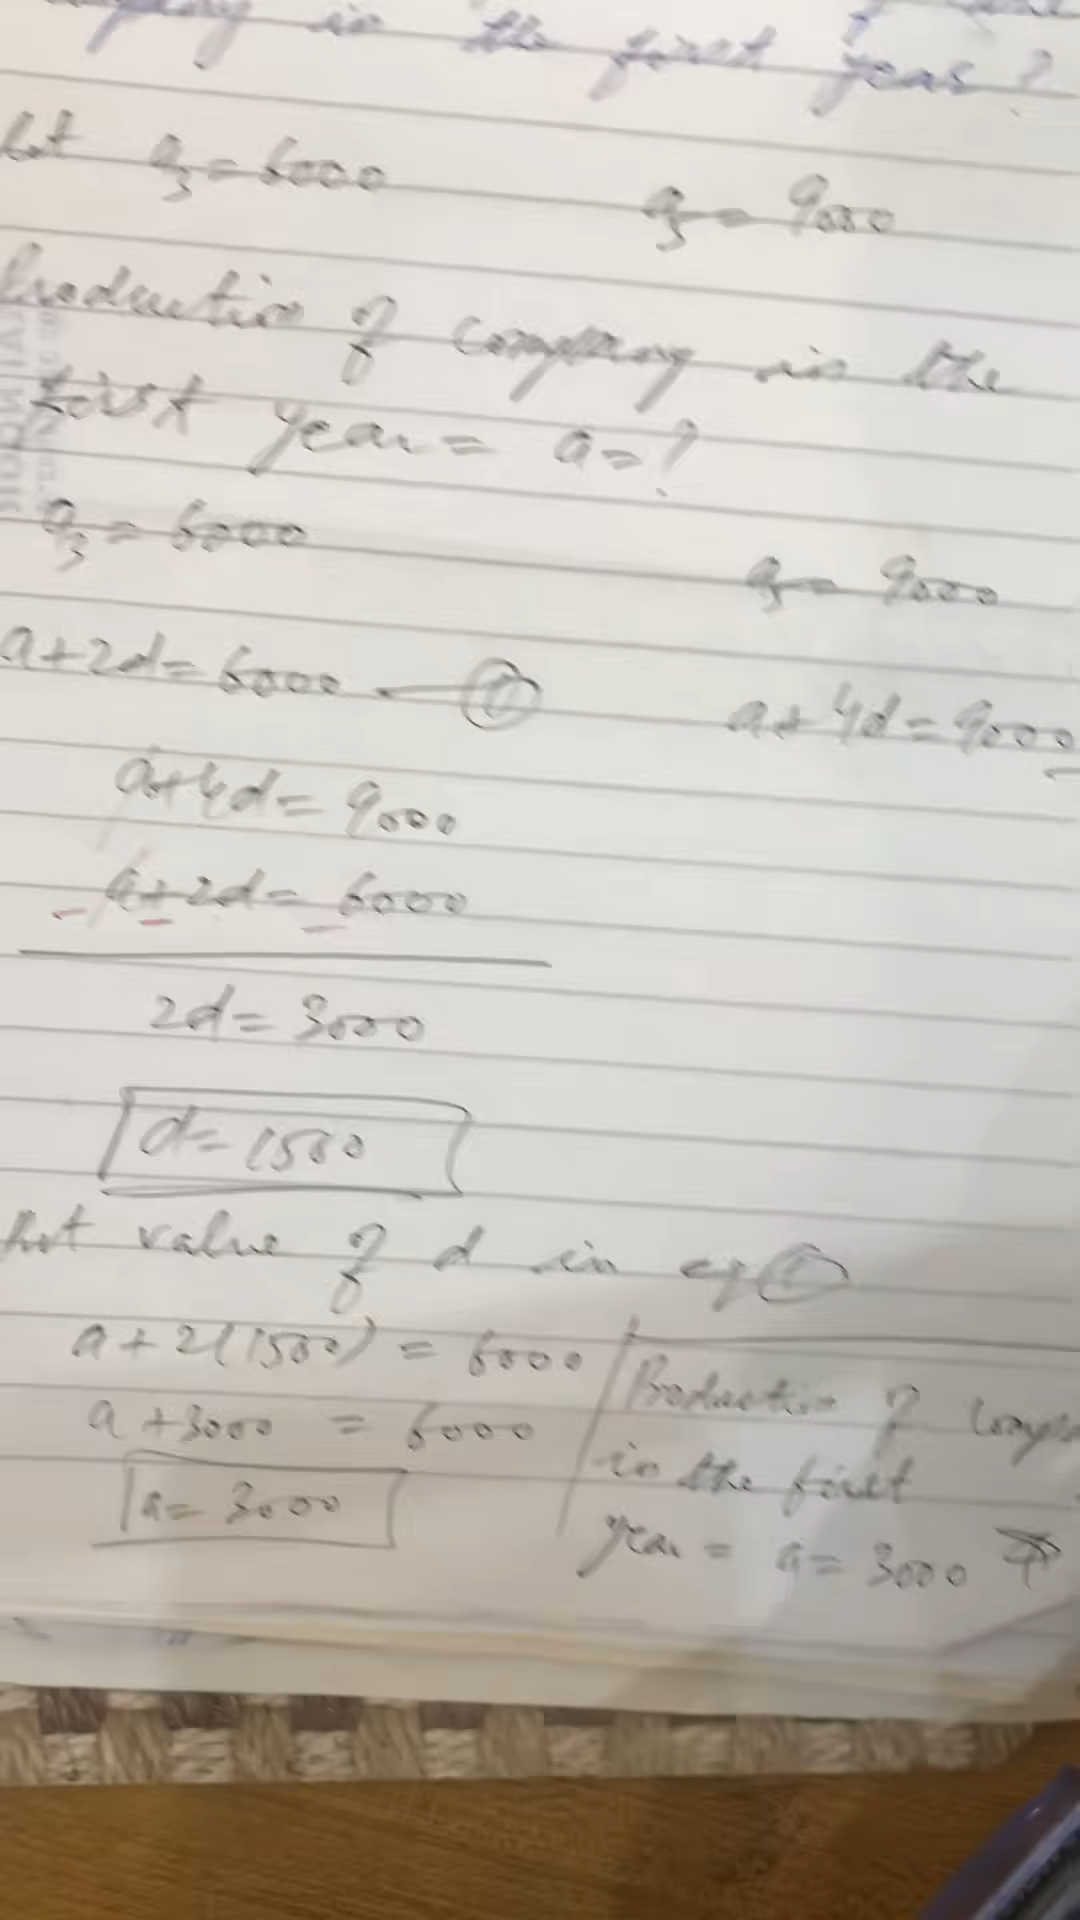 in the first year?
Let a₃ = 6000 a₅ = 9000
Production of company in the
first year = a = ?
a₃ = 6000 a₅ = 9000
a + 2d = 6000 — ① a + 4d = 9000
a + 4d = 9000
a + 2d = 6000
- - -
2d = 3000
d = 1500
Put value of d in eq ①
a + 2(1500) = 6000
a + 3000 = 6000
a = 3000
Production of
in the first
year = a = 3000